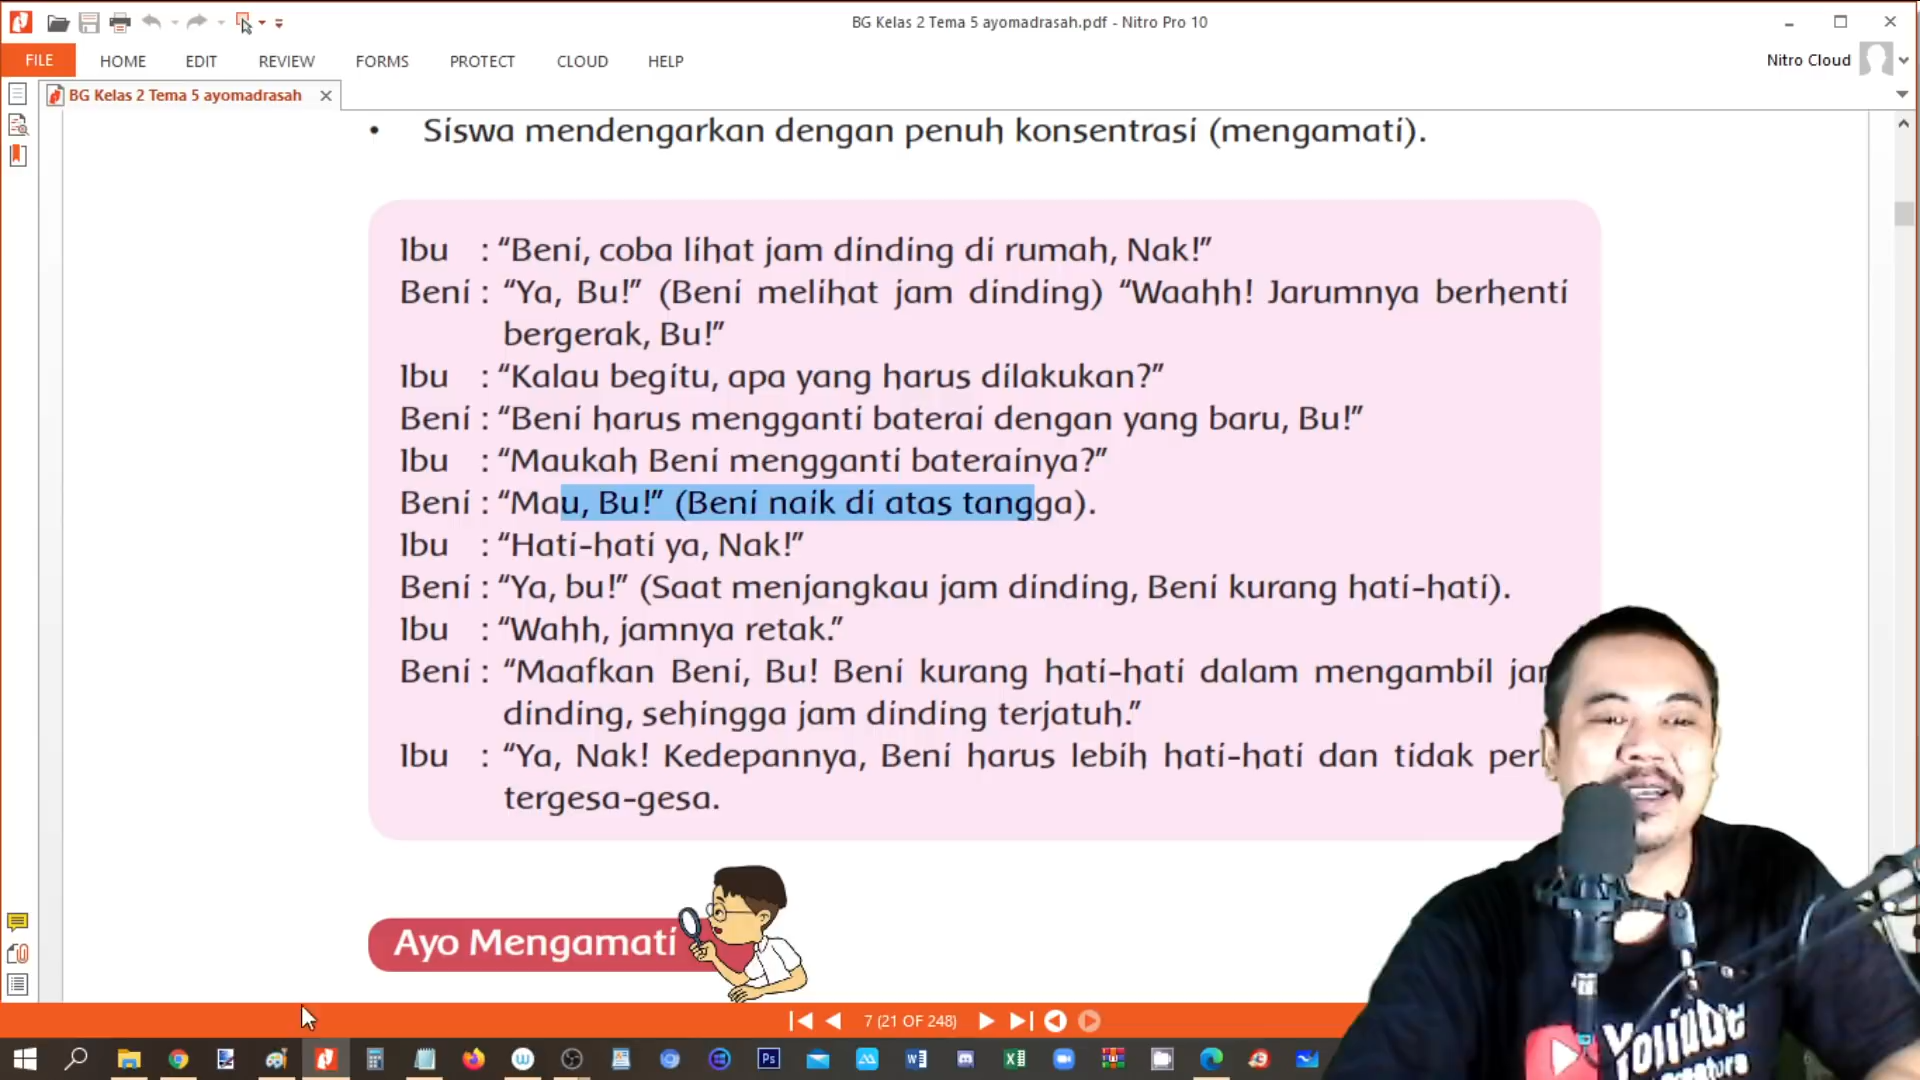 BG Kelas 2 Tema 5 ayomadrasah.pdf - Nitro Pro 10
FILE HOME EDIT REVIEW FORMS PROTECT CLOUD HELP Nitro Cloud
BG Kelas 2 Tema 5 ayomadrasah
• Siswa mendengarkan dengan penuh konsentrasi (mengamati).
Ibu : “Beni, coba lihat jam dinding di rumah, Nak!”
Beni : “Ya, Bu!” (Beni melihat jam dinding) “Waahh! Jarumnya berhenti
bergerak, Bu!”
Ibu : “Kalau begitu, apa yang harus dilakukan?”
Beni : “Beni harus mengganti baterai dengan yang baru, Bu!”
Ibu : “Maukah Beni mengganti baterainya?”
Beni : “Mau, Bu!” (Beni naik di atas tangga).
Ibu : “Hati-hati ya, Nak!”
Beni : “Ya, bu!” (Saat menjangkau jam dinding, Beni kurang hati-hati).
Ibu : “Wahh, jamnya retak.”
Beni : “Maafkan Beni, Bu! Beni kurang hati-hati dalam mengambil
dinding, sehingga jam dinding terjatuh.”
Ibu : “Ya, Nak! Kedepannya, Beni harus lebih hati-hati dan tidak
tergesa-gesa.
Ayo Mengamati
7 (21 OF 248)
YouTube